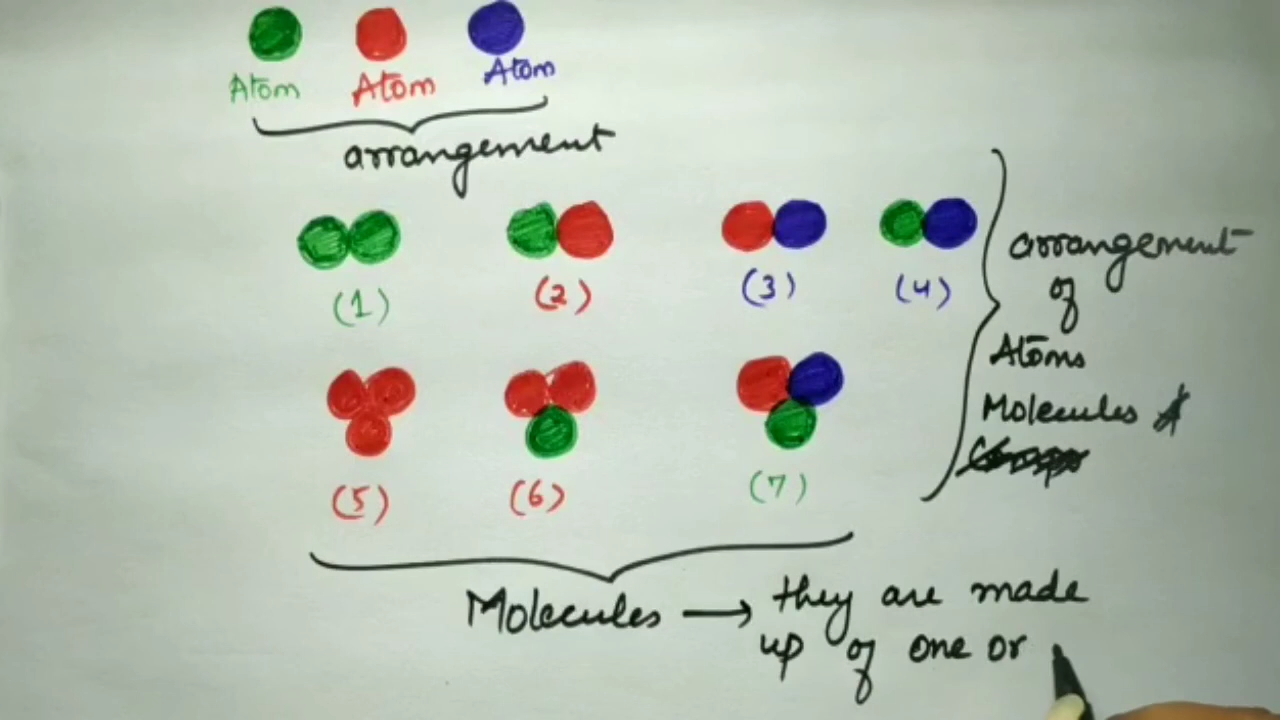 Atom Atom Atom
arrangement
(1) (2) (3) (4)
(5) (6) (7)
arrangement
of
Atoms
Molecules
Molecules → they are made
up of one or